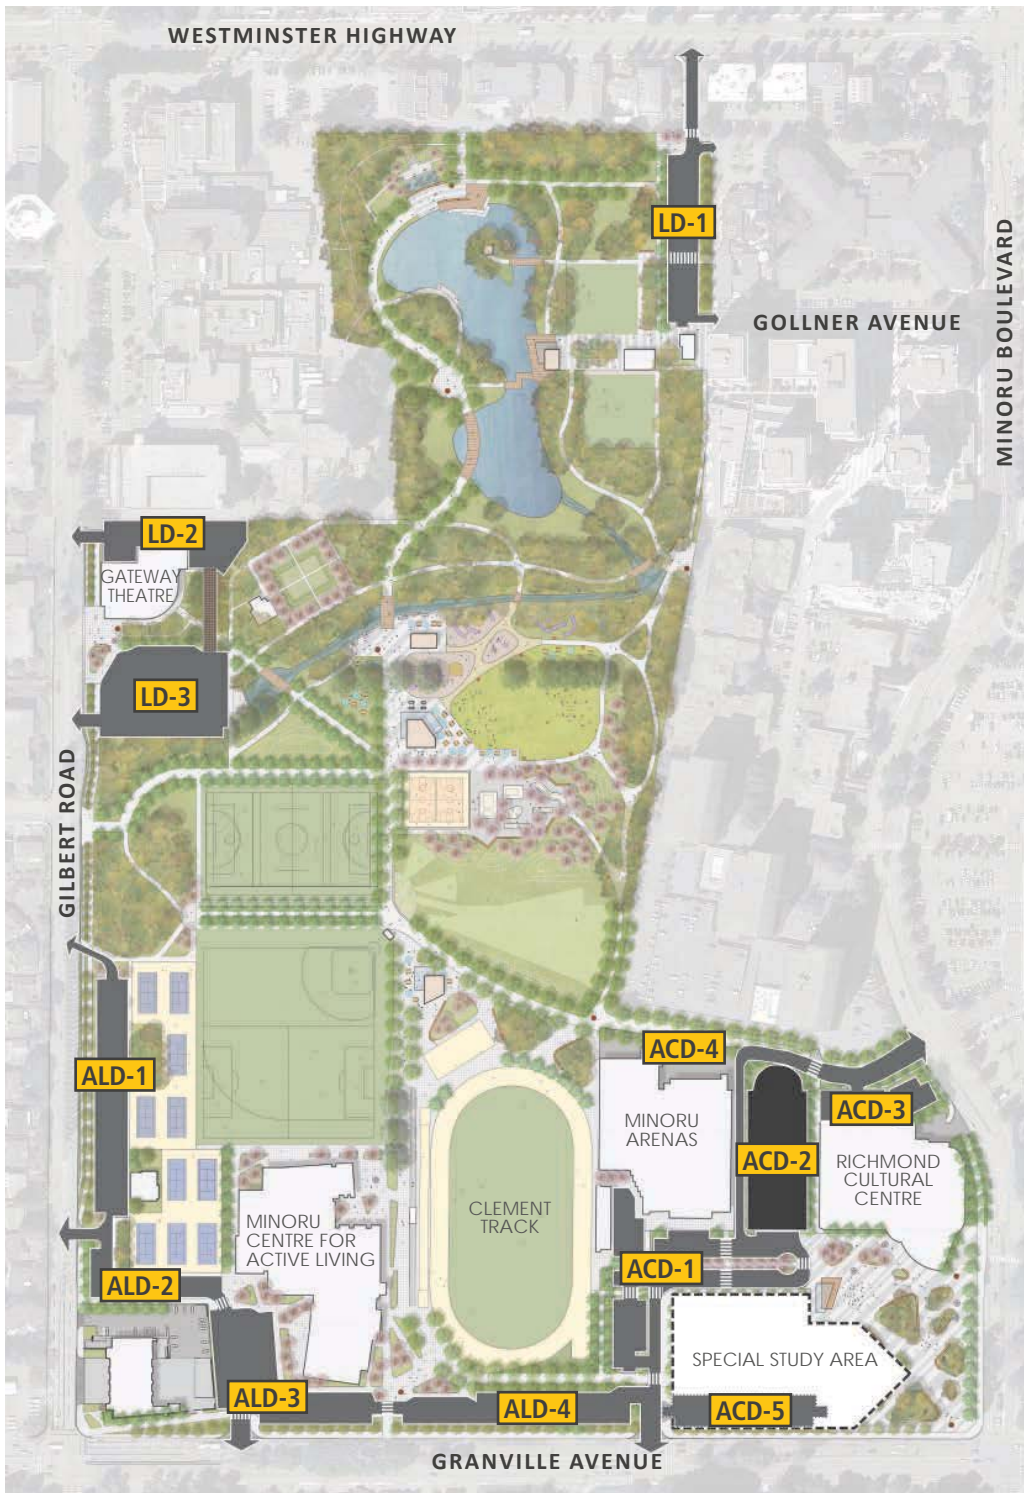 WESTMINSTER HIGHWAY
LD-1
MINORU BOULEVARD
GOLLNER AVENUE
LD-2
GATEWAY
THEATRE
LD-3
GILBERT ROAD
ALD-1
ACD-4
ACD-3
MINORU
ARENAS
ACD-2
RICHMOND
CULTURAL
CENTRE
CLEMENT
TRACK
MINORU
CENTRE FOR
ACTIVE LIVING
ACD-1
ALD-2
SPECIAL STUDY AREA
ALD-3
ALD-4
ACD-5
GRANVILLE AVENUE